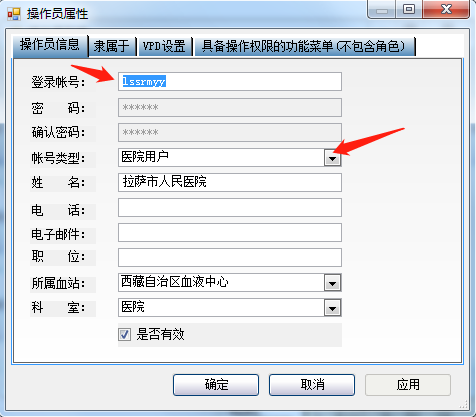 操作员属性
操作员信息 隶属于 VPD设置 具备操作权限的功能菜单(不包含角色)
登录帐号： lssrmyy
密 码： ******
确认密码： ******
帐号类型： 医院用户
姓 名： 拉萨市人民医院
电 话：
电子邮件：
职 位：
所属血站： 西藏自治区血液中心
科 室： 医院
是否有效
确定 取消 应用